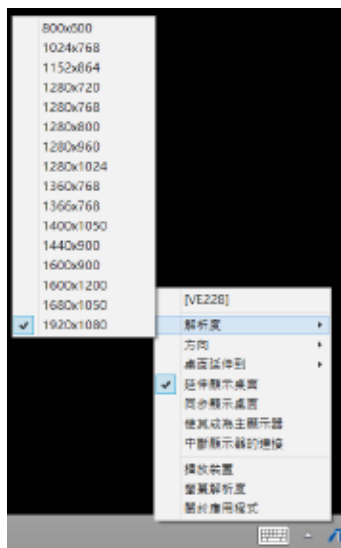 800x600
1024x768
1152x864
1280x720
1280x768
1280x800
1280x960
1280x1024
1360x768
1366x768
1400x1050
1440x900
1600x900
1600x1200
1680x1050
1920x1080
[VE228]
解析度
方向
桌面延伸到
延伸顯示桌面
同步顯示桌面
使其成為主顯示器
中斷顯示器的連接
播放裝置
螢幕解析度
關於應用程式